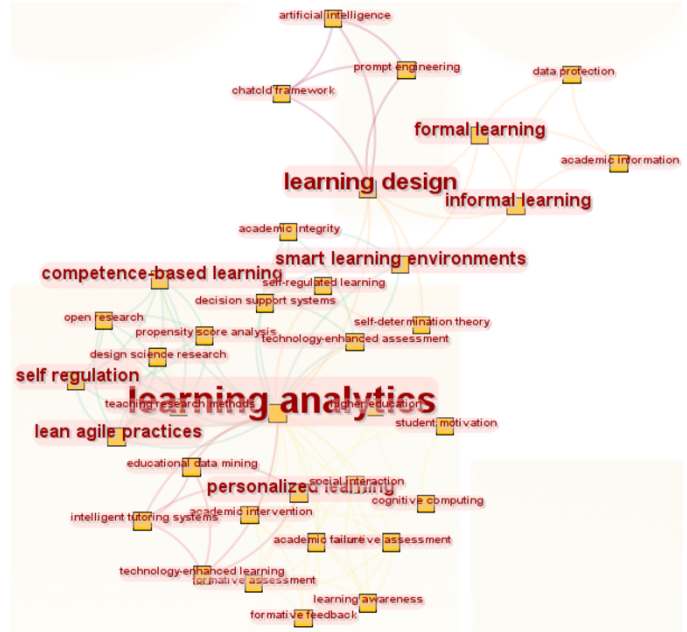 artificial intelligence
prompt engineering
data protection
chatcld framework
formal learning
academic information
learning design
informal learning
academic integrity
smart learning environments
competence-based learning
self-regulated learning
decision support systems
open research
self-determination theory
propensity score analysis
technology-enhanced assessment
design science research
self regulation
learning analytics
teaching research methods
higher education
student motivation
lean agile practices
educational data mining
social interaction
personalized learning
cognitive computing
academic intervention
intelligent tutoring systems
academic failure
assessment
technology-enhanced learning
formative assessment
learning awareness
formative feedback